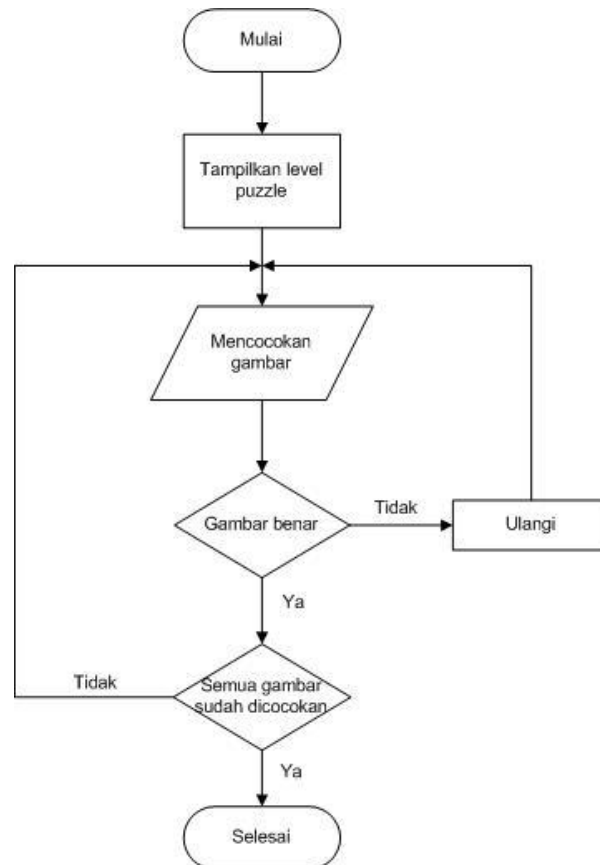 Mulai
Tampilkan level
puzzle
Mencocokan
gambar
Gambar benar
Tidak
Ulangi
Ya
Tidak
Semua gambar
sudah dicocokan
Ya
Selesai